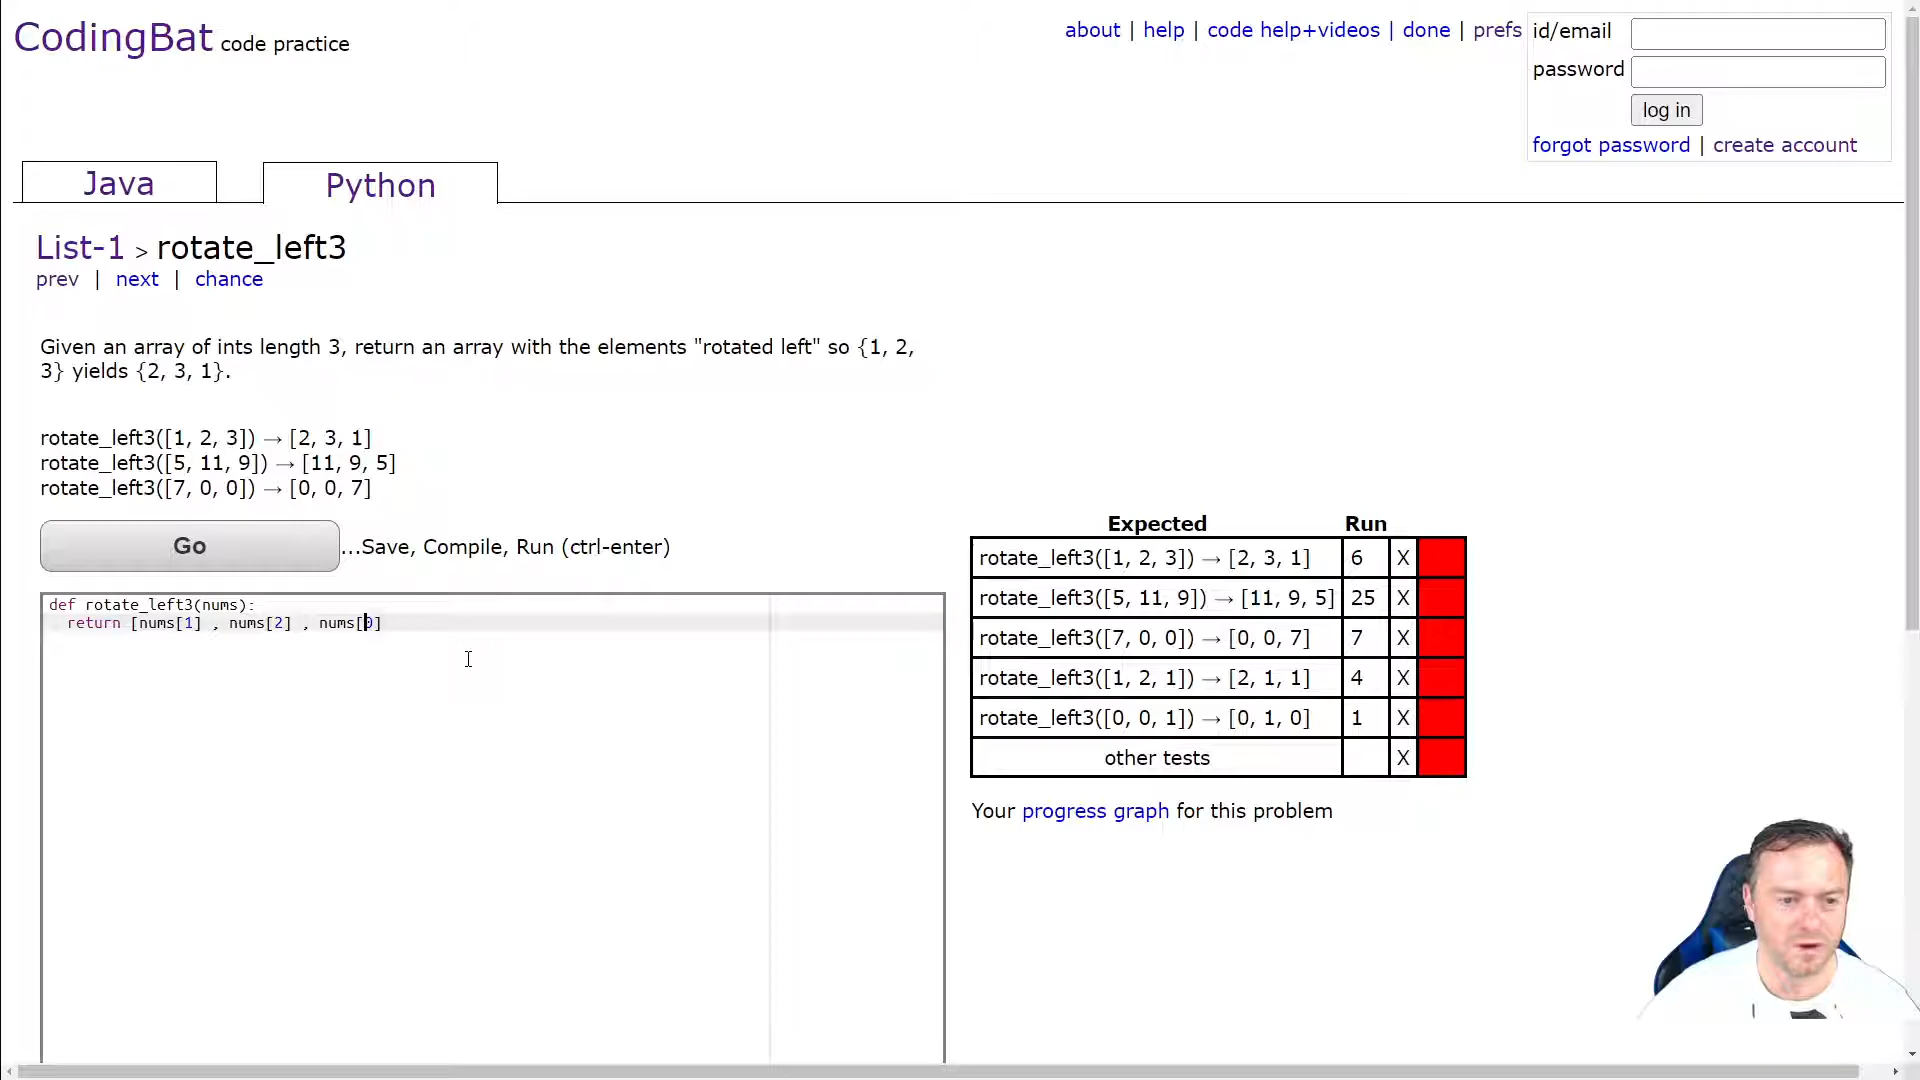 CodingBat code practice
about | help | code help+videos | done | prefs
id/email
password
log in
forgot password | create account
Java
Python
List-1 > rotate_left3
prev | next | chance
Given an array of ints length 3, return an array with the elements "rotated left" so {1, 2,
3} yields {2, 3, 1}.
rotate_left3([1, 2, 3]) → [2, 3, 1]
rotate_left3([5, 11, 9]) → [11, 9, 5]
rotate_left3([7, 0, 0]) → [0, 0, 7]
Go ...Save, Compile, Run (ctrl-enter)
def rotate_left3(nums):
return [nums[1] , nums[2] , nums[0]
Expected Run
rotate_left3([1, 2, 3]) → [2, 3, 1] 6 X
rotate_left3([5, 11, 9]) → [11, 9, 5] 25 X
rotate_left3([7, 0, 0]) → [0, 0, 7] 7 X
rotate_left3([1, 2, 1]) → [2, 1, 1] 4 X
rotate_left3([0, 0, 1]) → [0, 1, 0] 1 X
other tests X
Your progress graph for this problem